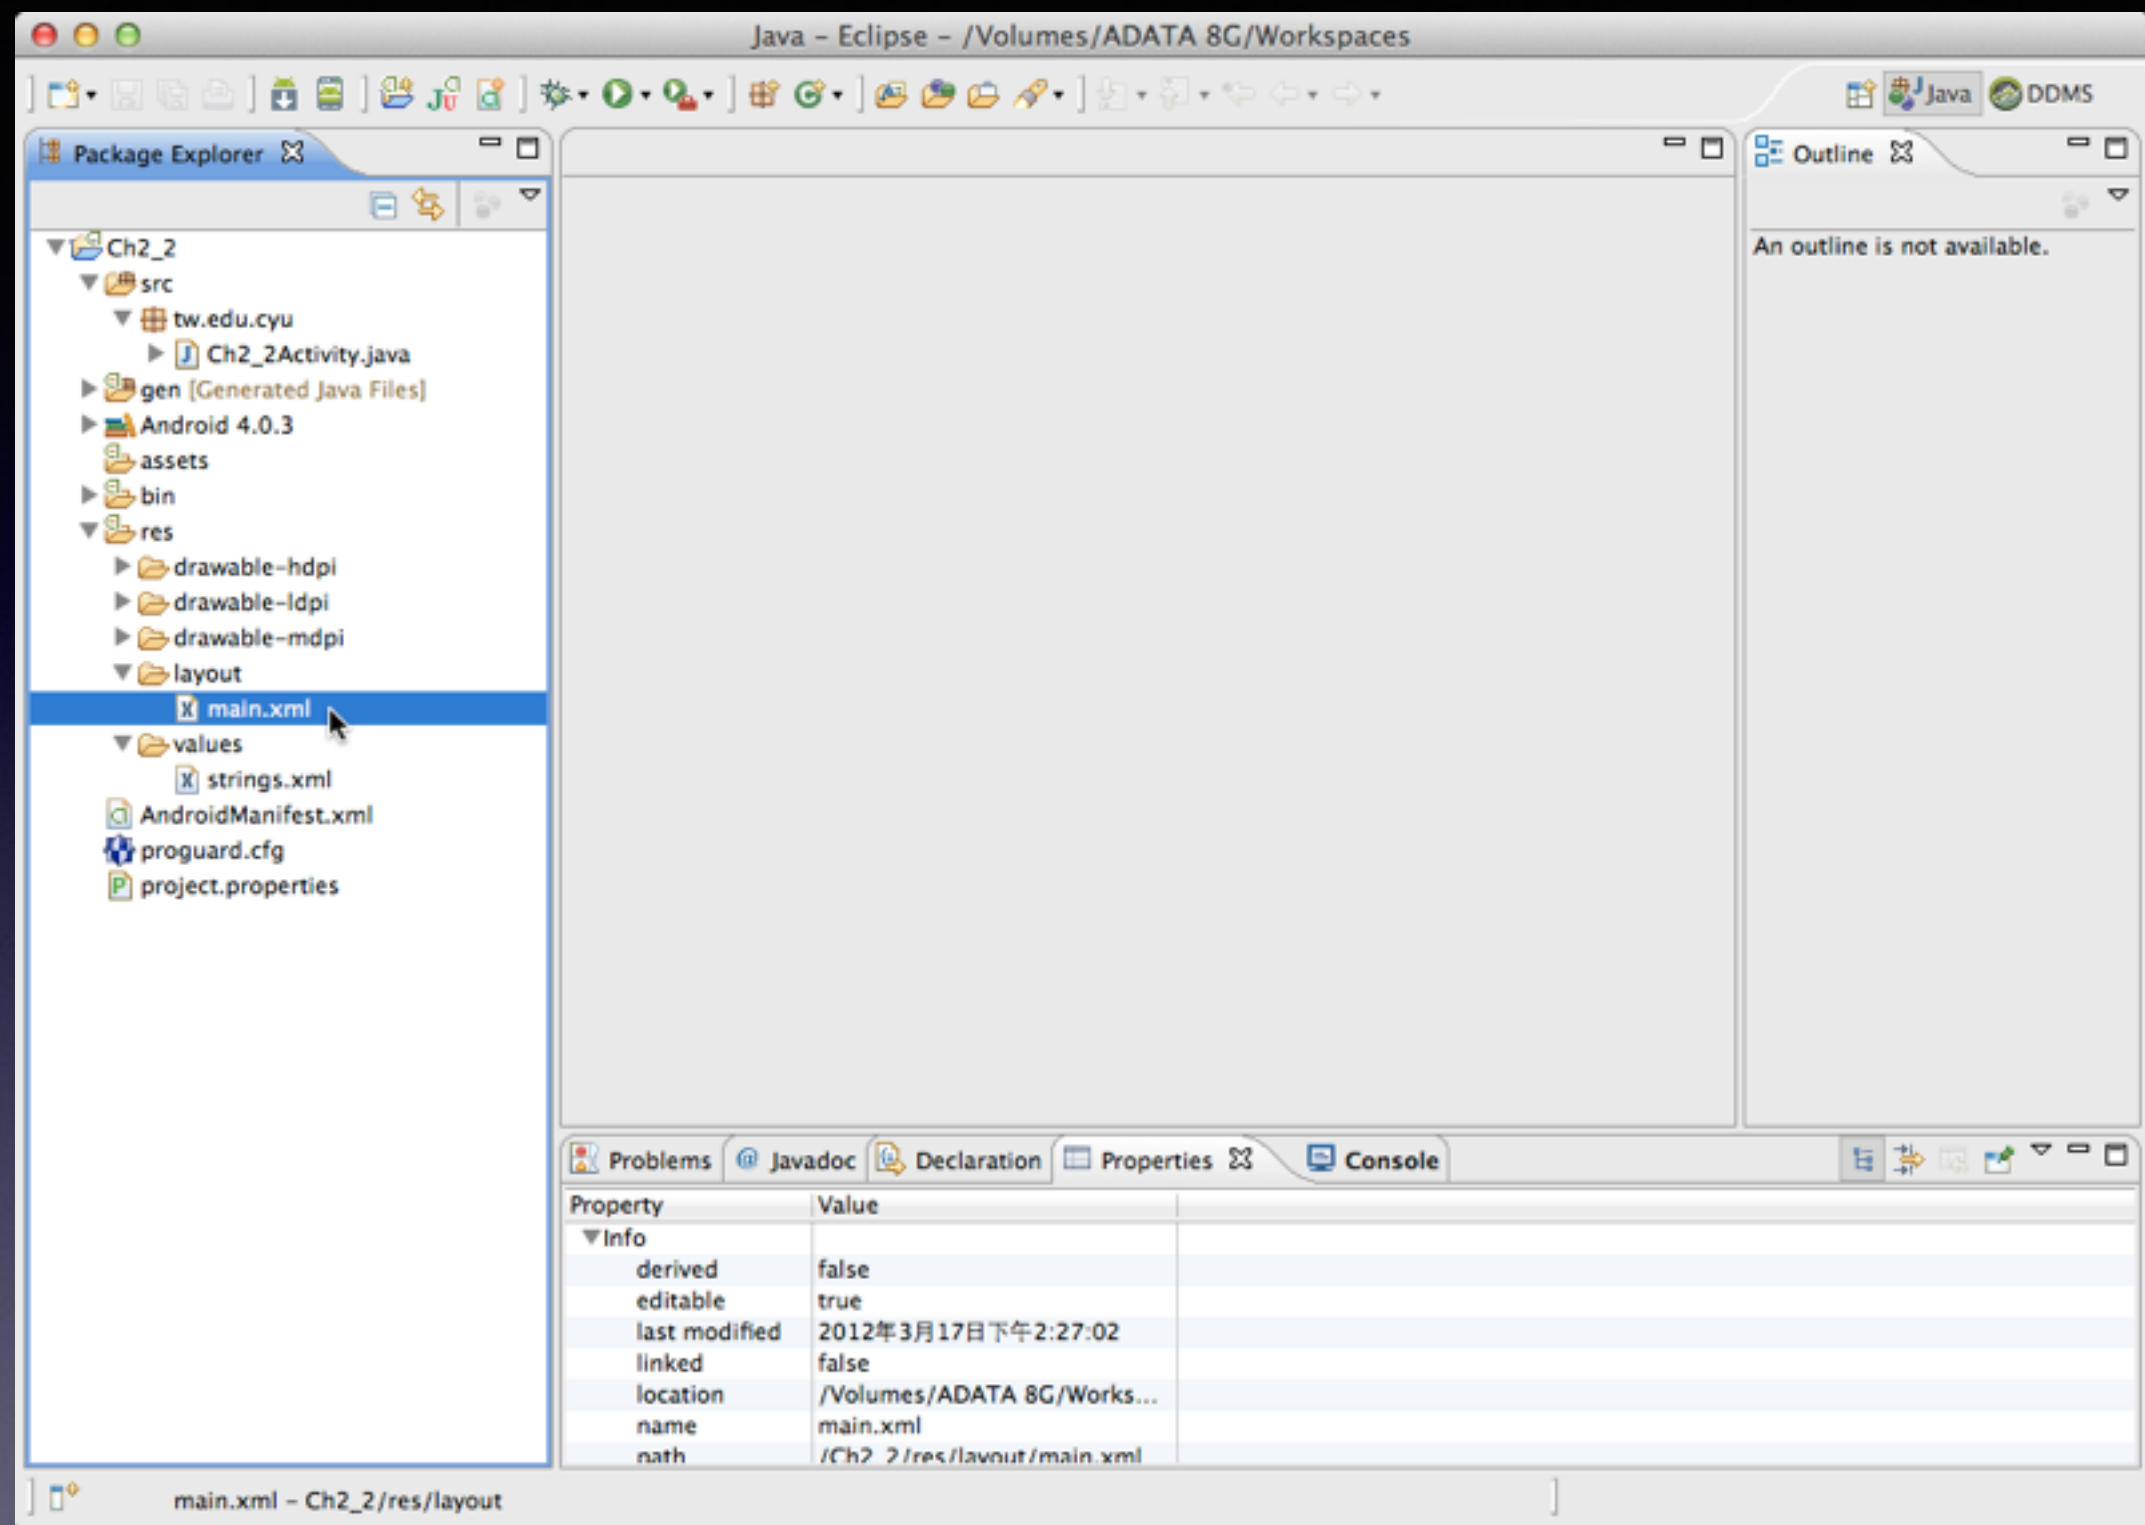 Java – Eclipse – /Volumes/ADATA 8G/Workspaces
Java
DDMS
Package Explorer
Outline
Ch2_2
An outline is not available.
src
tw.edu.cyu
Ch2_2Activity.java
gen [Generated Java Files]
Android 4.0.3
assets
bin
res
drawable-hdpi
drawable-ldpi
drawable-mdpi
layout
main.xml
values
strings.xml
AndroidManifest.xml
proguard.cfg
project.properties
Problems
@ Javadoc
Declaration
Properties
Console
Property Value
Info
derived false
editable true
last modified 2012年3月17日下午2:27:02
linked false
location /Volumes/ADATA 8G/Works...
name main.xml
path /Ch2_2/res/layout/main.xml
main.xml – Ch2_2/res/layout